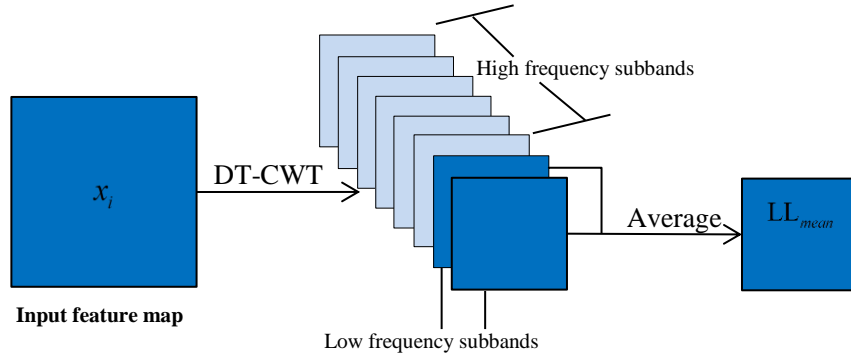 High frequency subbands
x_i
DT-CWT
Average
LL_mean
Input feature map
Low frequency subbands